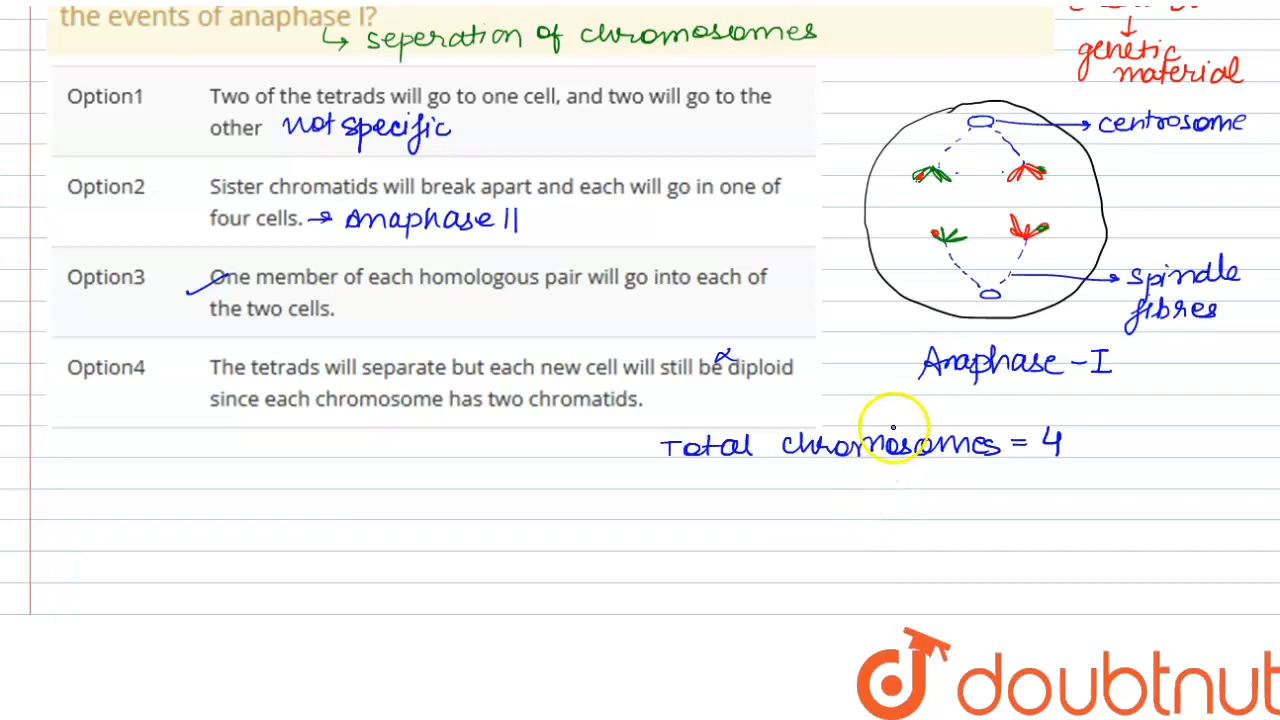 the events of anaphase I?
↳ seperation of chromosomes
Option1 Two of the tetrads will go to one cell, and two will go to the
other Not specific
Option2 Sister chromatids will break apart and each will go in one of
four cells. → Anaphase II
Option3 One member of each homologous pair will go into each of
the two cells.
Option4 The tetrads will separate but each new cell will still be diploid
since each chromosome has two chromatids.
genetic
material
centrosome
spindle
fibres
Anaphase - I
Total chromosomes = 4
doubtnut